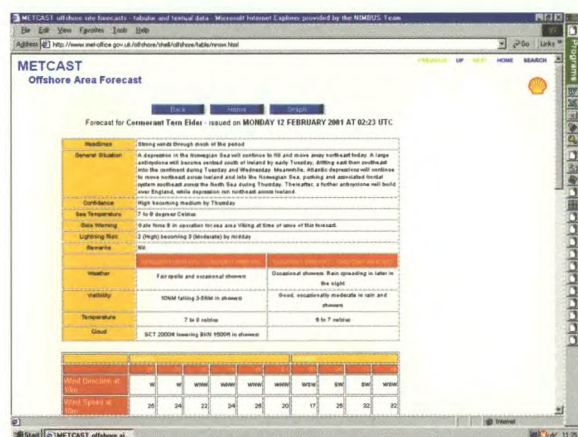 METCAST offshore site forecasts - tabular and textual data - Microsoft Internet Explorer provided by the NIMBUS Team
File Edit View Favorites Tools Help
Address http://www.met-office.gov.uk/offshore/shell/offshore/table/nnsw.html Go Links
Programs
METCAST
Offshore Area Forecast
PREVIOUS UP NEXT HOME SEARCH
Back Home Graph
Forecast for Cormorant Tern Eider - issued on MONDAY 12 FEBRUARY 2001 AT 02:23 UTC
Headlines Strong winds through much of the period
General Situation A depression in the Norwegian Sea will continue to fill and move away northeast today. A large
anticyclone will become centred south of Ireland by early Tuesday, drifting east then southeast
into the continent during Tuesday and Wednesday. Meanwhile, Atlantic depressions will continue
to move northeast across Iceland and into the Norwegian Sea, pushing and associated frontal
system southeast across the North Sea during Thursday. Thereafter, a further anticyclone will build
over England, while depression run northeast across Iceland.
Confidence High becoming medium by Thursday
Sea Temperature 7 to 8 degrees Celsius
Gale Warning Gale force 8 in operation for sea area Viking at time of issue of this forecast.
Lightning Risk 2 (High) becoming 3 (Moderate) by midday
Remarks Nil
Weather Fair spells and occasional showers Occasional showers. Rain spreading in later in
the night
Visibility 10NM falling 3-5NM in showers Good, occasionally moderate in rain and
showers
Temperature 7 to 8 celsius 6 to 7 celsius
Cloud SCT 2000ft lowering BKN 1500ft in showers
Wind Direction at W W WNW WNW WNW WNW WSW SW SW WSW
10m
Wind Speed at 25 24 22 24 26 20 17 25 32 32
10m
Internet
Start METCAST offshore si... 11:25